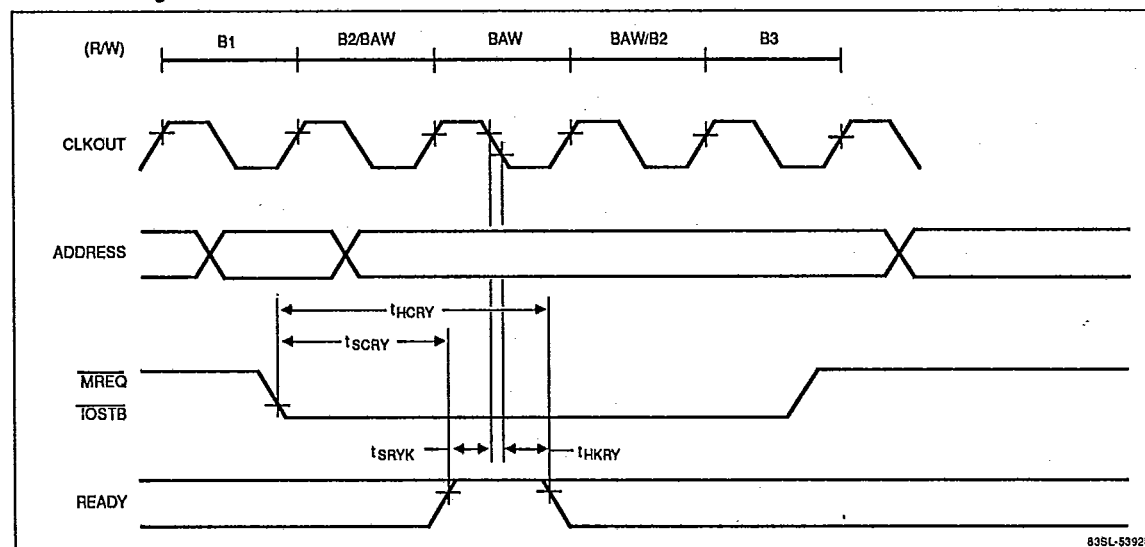 (R/W)
B1
B2/BAW
BAW
BAW/B2
B3
CLKOUT
ADDRESS
tHCRY
tSCRY
MREQ
IOSTB
tSRYK
tHKRY
READY
83SL-5392